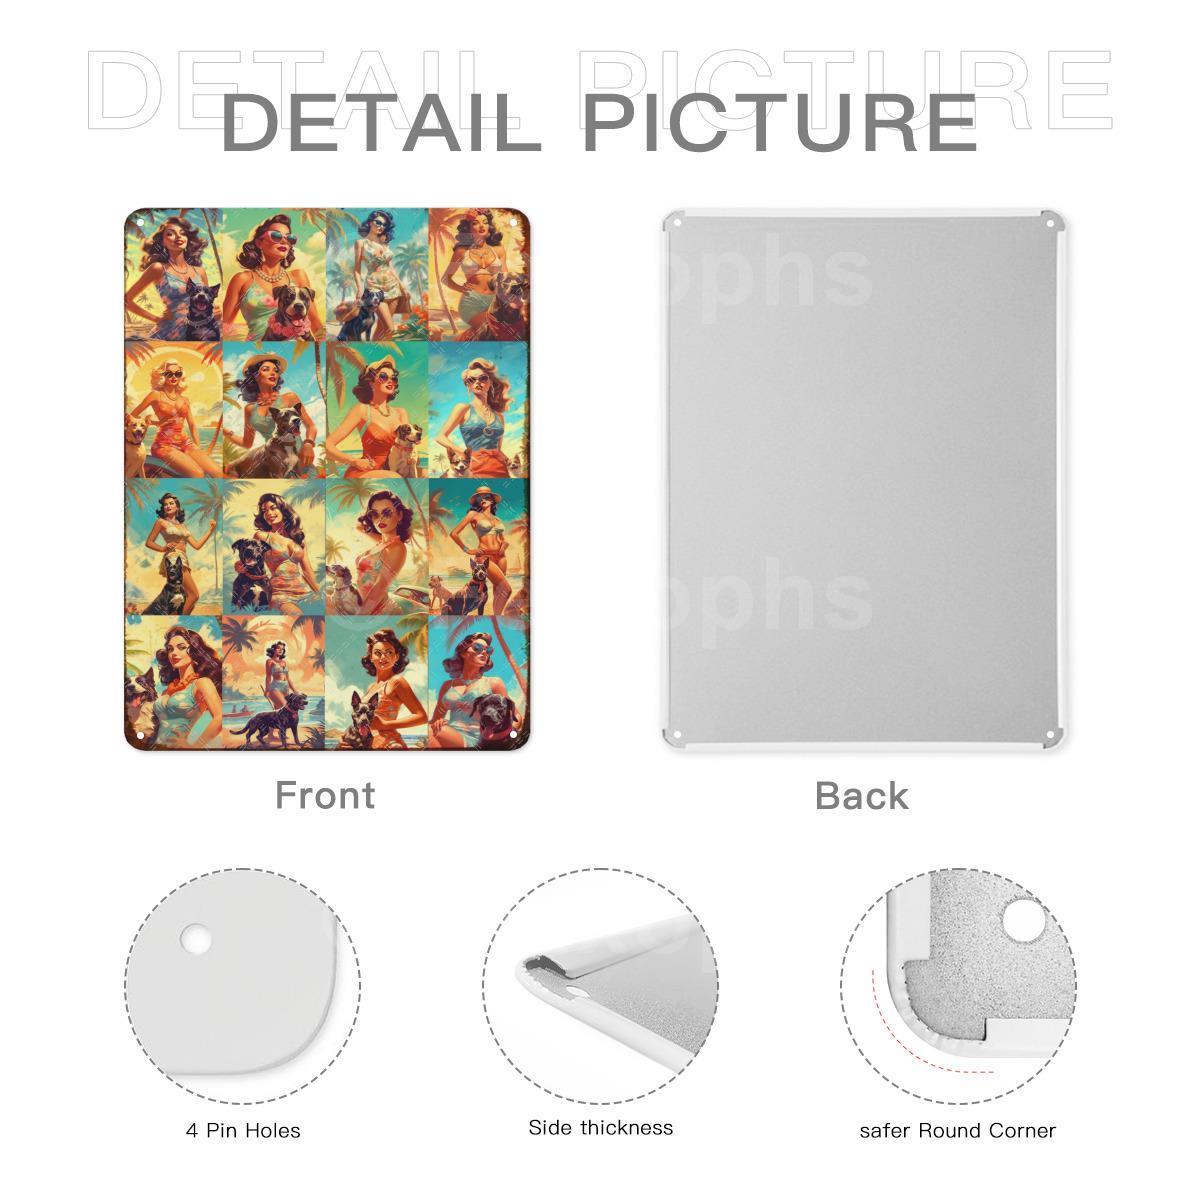 DETAIL PICTURE
DETAIL PICTURE
Front
Back
4 Pin Holes
Side thickness
safer Round Corner